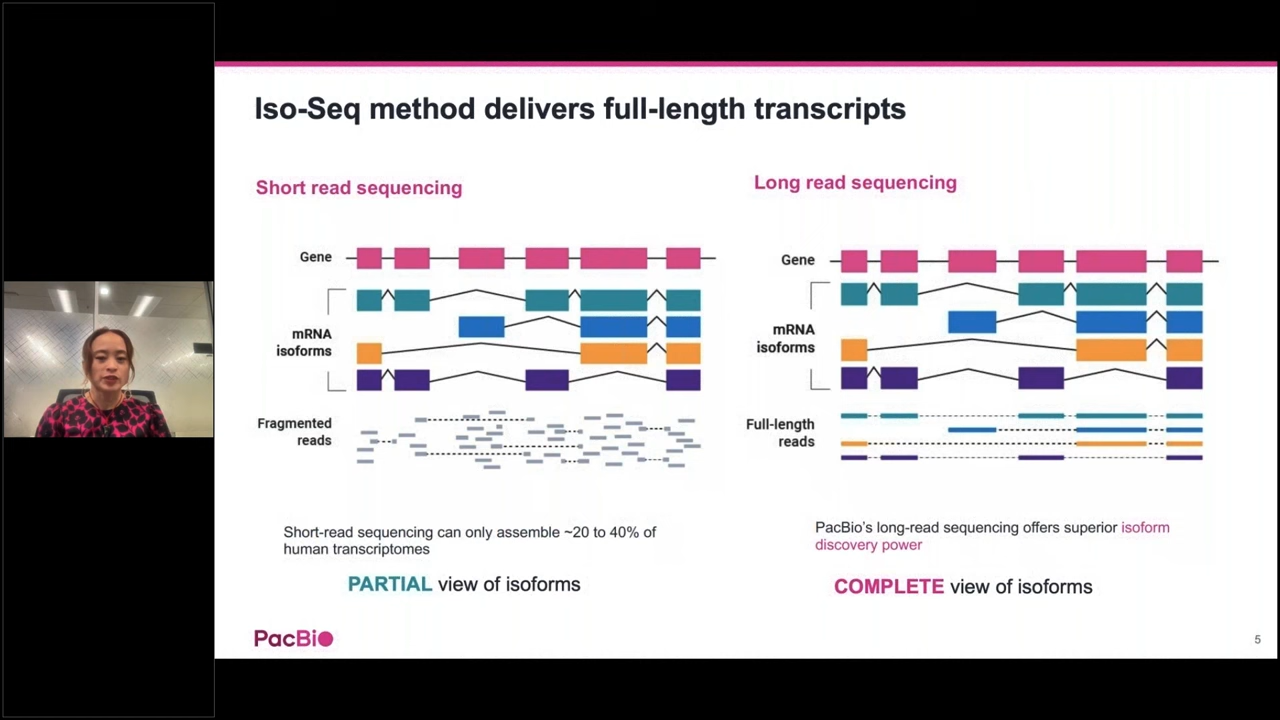 Iso-Seq method delivers full-length transcripts
Short read sequencing
Gene
mRNA
isoforms
Fragmented
reads
Short-read sequencing can only assemble ~20 to 40% of
human transcriptomes
PARTIAL view of isoforms
Long read sequencing
Gene
mRNA
isoforms
Full-length
reads
PacBio's long-read sequencing offers superior isoform
discovery power
COMPLETE view of isoforms
PacBio
5